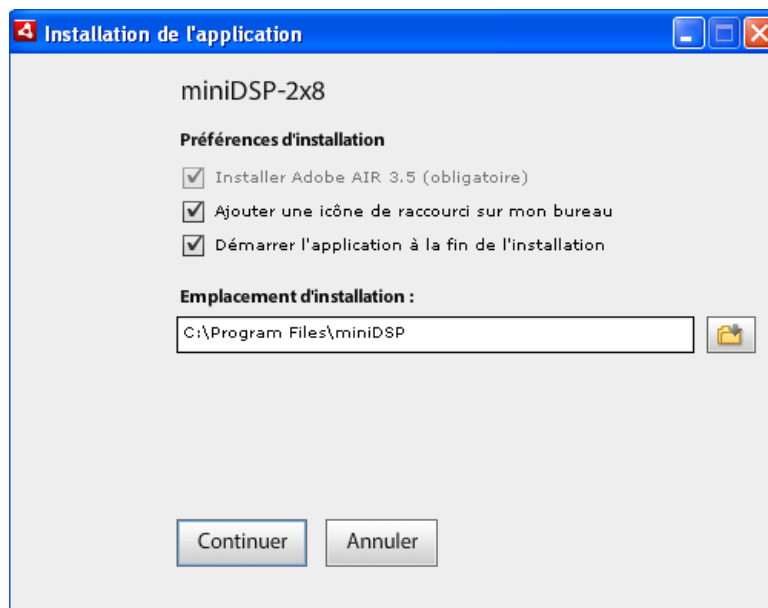 Installation de l'application
miniDSP-2x8
Préférences d'installation
Installer Adobe AIR 3.5 (obligatoire)
Ajouter une icône de raccourci sur mon bureau
Démarrer l'application à la fin de l'installation
Emplacement d'installation :
C:\Program Files\miniDSP
Continuer Annuler